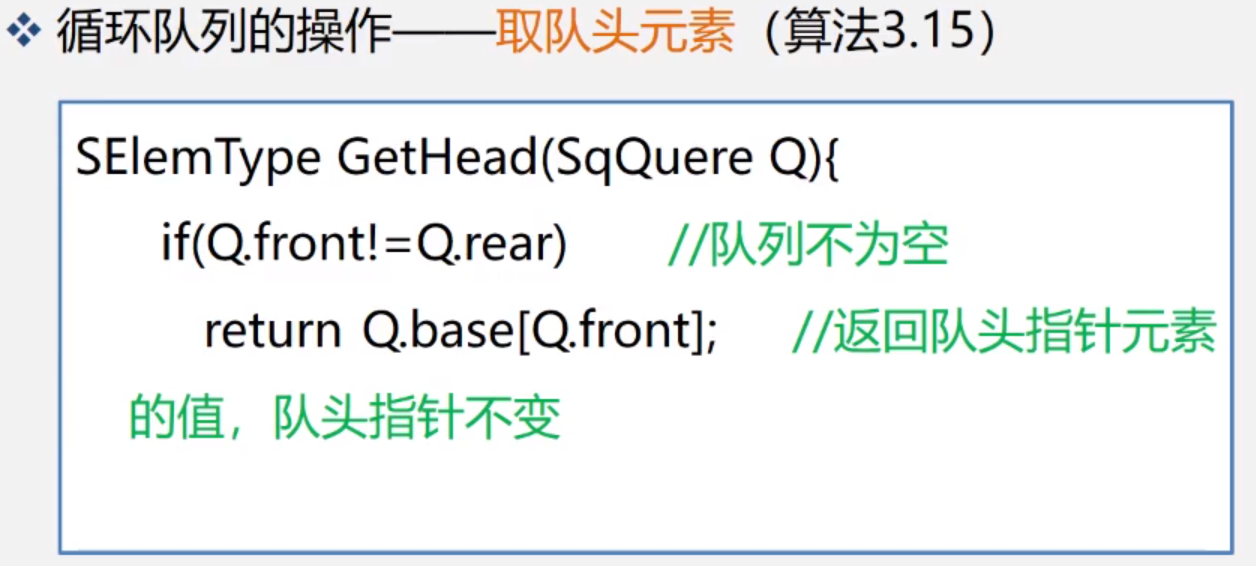 循环队列的操作——取队头元素（算法3.15）
SElemType GetHead(SqQuere Q){
if(Q.front!=Q.rear) //队列不为空
return Q.base[Q.front]; //返回队头指针元素
的值，队头指针不变